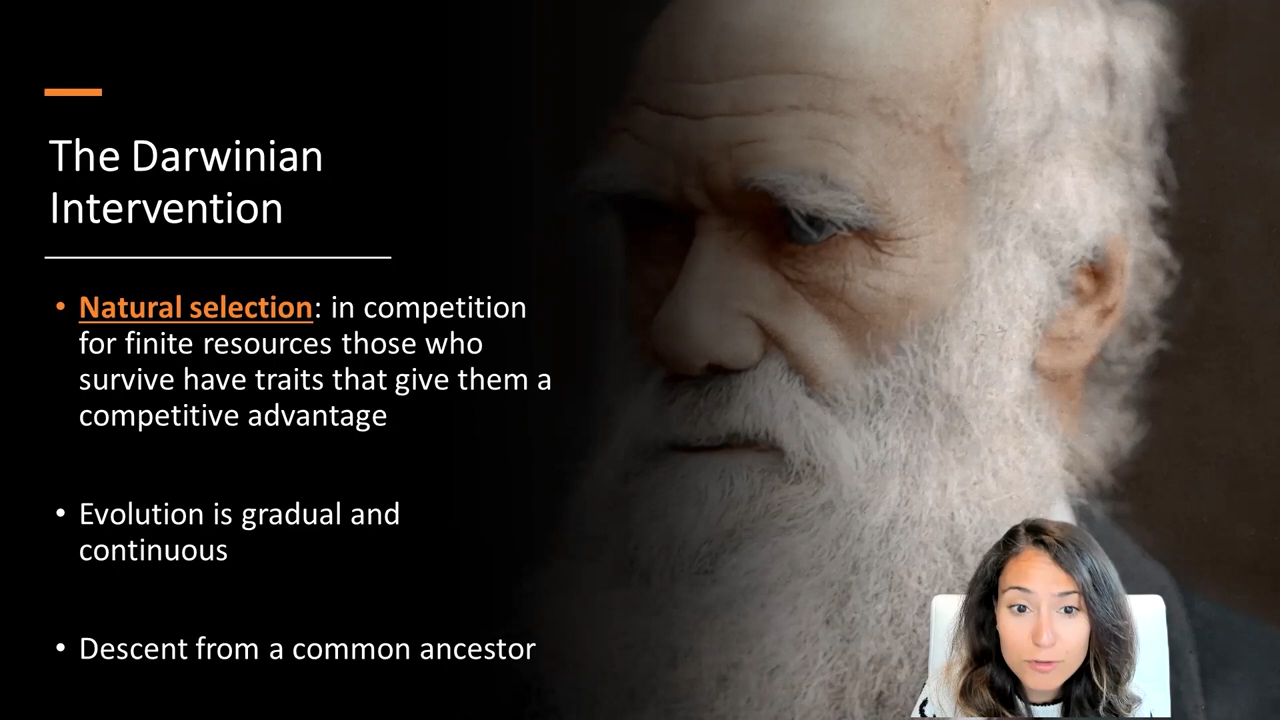 The Darwinian
Intervention
• Natural selection: in competition
for finite resources those who
survive have traits that give them a
competitive advantage
• Evolution is gradual and
continuous
• Descent from a common ancestor